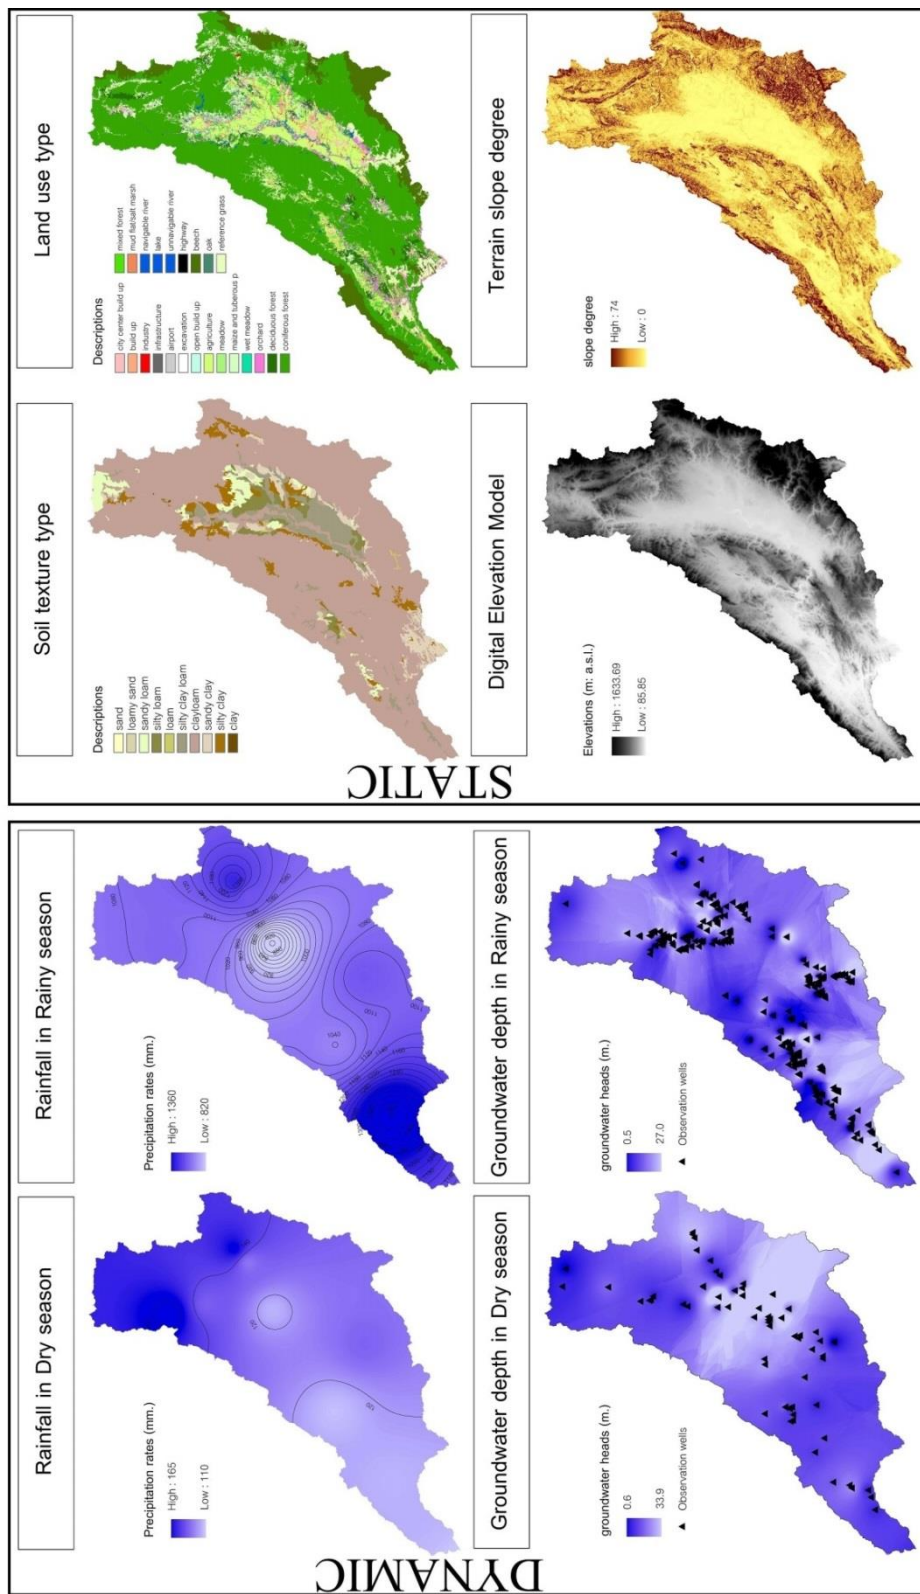 STATIC
Soil texture type
Descriptions
sand
loamy sand
sandy loam
silty loam
loam
silty clay loam
clayloam
sandy clay
silty clay
clay
Land use type
Descriptions
city center build up
build up
industry
infrastructure
airport
excavation
open build up
agriculture
meadow
maize and tuberous p
wet meadow
orchard
deciduous forest
coniferous forest
mixed forest
mud flat/salt marsh
navigable river
lake
unnavigable river
highway
beech
oak
reference grass
Digital Elevation Model
Elevations (m: a.s.l.)
High : 1633.69
Low : 85.85
Terrain slope degree
slope degree
High : 74
Low : 0
DYNAMIC
Rainfall in Dry season
Precipitation rates (mm.)
High : 165
Low : 110
Rainfall in Rainy season
Precipitation rates (mm.)
High : 1360
Low : 820
Groundwater depth in Dry season
groundwater heads (m.)
0.6
33.9
Observation wells
Groundwater depth in Rainy season
groundwater heads (m.)
0.5
27.0
Observation wells